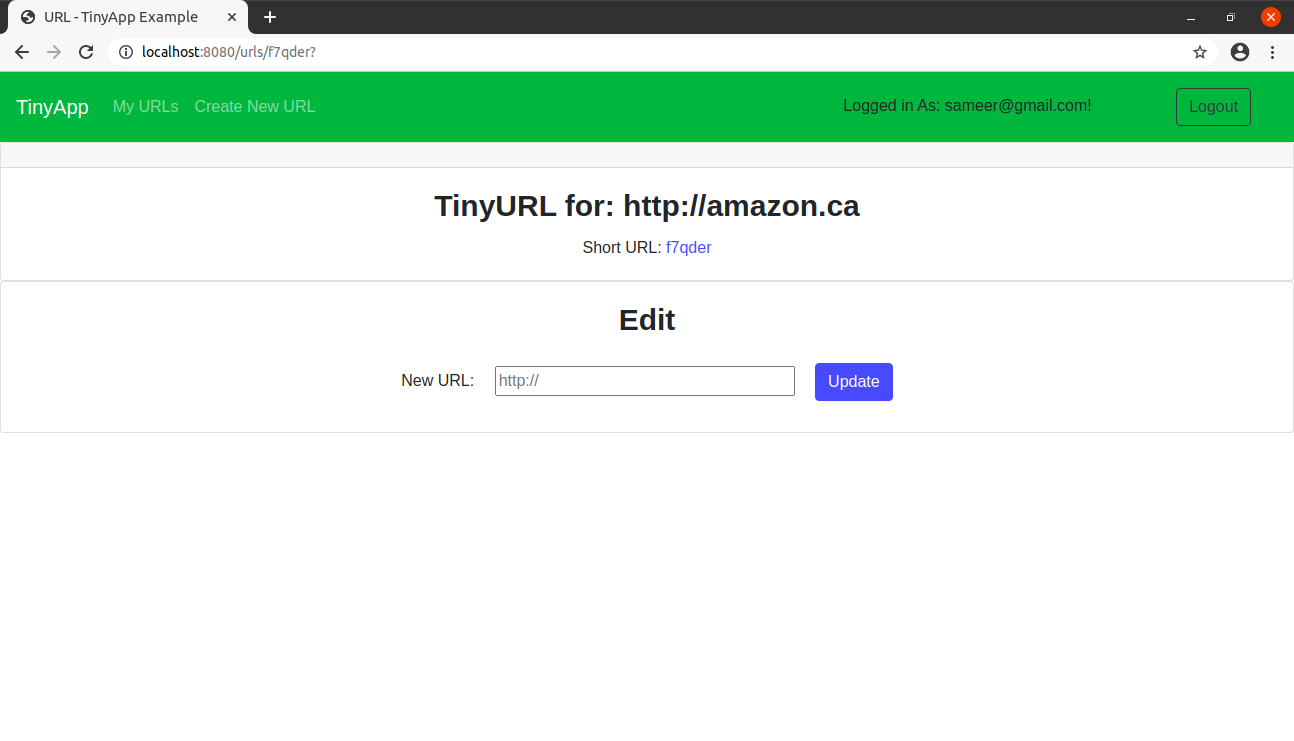 URL - TinyApp Example
localhost:8080/urls/f7qder?
TinyApp My URLs Create New URL Logged in As: sameer@gmail.com! Logout
TinyURL for: http://amazon.ca
Short URL: f7qder
Edit
New URL: http:// Update